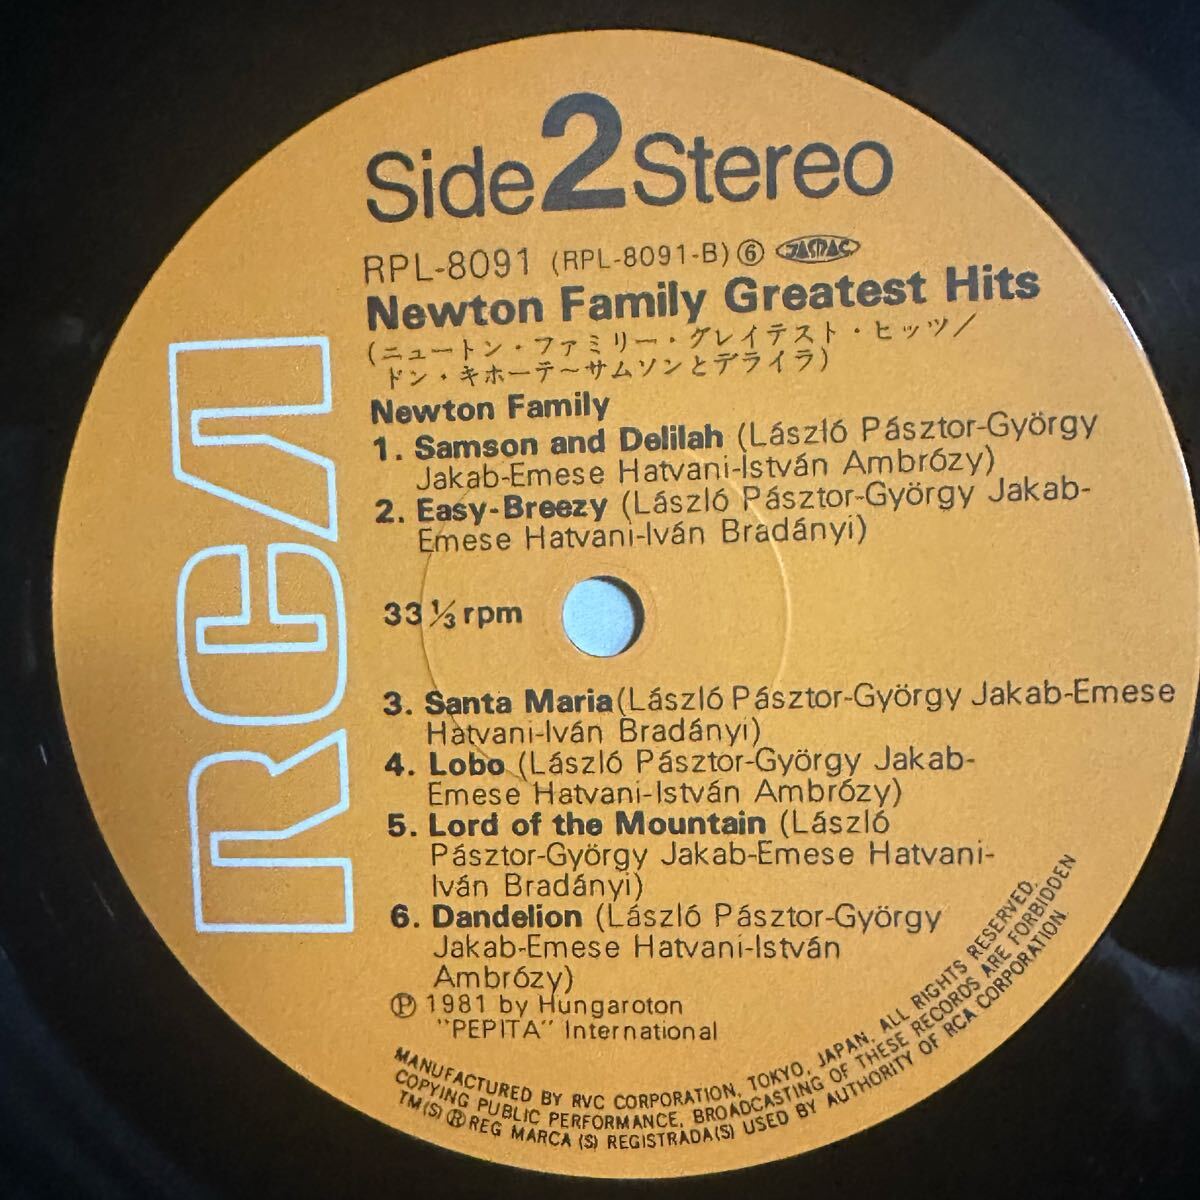 Side 2 Stereo
RPL-8091 (RPL-8091-B) ⑥ JASRAC
Newton Family Greatest Hits
(ニュートン・ファミリー・グレイテスト・ヒッツ/
ドン・キホーテ〜サムソンとデライラ)
Newton Family
1. Samson and Delilah (László Pásztor-György
Jakab-Emese Hatvani-István Ambrózy)
2. Easy-Breezy (László Pásztor-György Jakab-
Emese Hatvani-Iván Bradányi)
33 1/3 rpm
3. Santa Maria(László Pásztor-György Jakab-Emese
Hatvani-Iván Bradányi)
4. Lobo (László Pásztor-György Jakab-
Emese Hatvani-István Ambrózy)
5. Lord of the Mountain (László
Pásztor-György Jakab-Emese Hatvani-
Iván Bradányi)
6. Dandelion (László Pásztor-György
Jakab-Emese Hatvani-István
Ambrózy)
Ⓟ 1981 by Hungaroton
"PEPITA" International
RCA
MANUFACTURED BY RVC CORPORATION, TOKYO, JAPAN, ALL RIGHTS RESERVED.
COPYING PUBLIC PERFORMANCE, BROADCASTING OF THESE RECORDS ARE FORBIDDEN
TM(S) ® REG MARCA (S) REGISTRADA(S) USED BY AUTHORITY OF RCA CORPORATION.